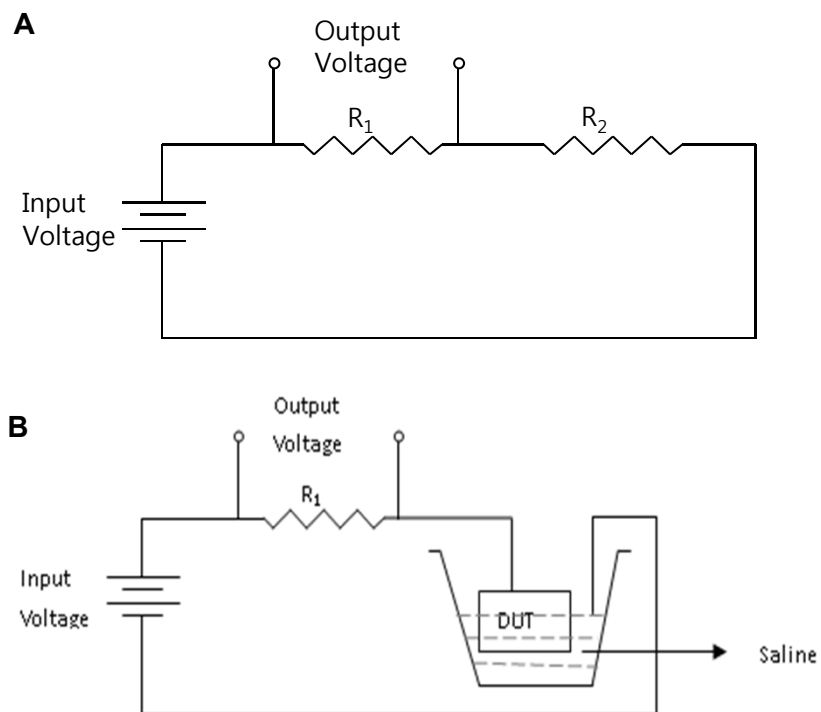 A
Output
Voltage
R₁
R₂
Input
Voltage
B
Output
Voltage
R₁
Input
Voltage
DUT
Saline